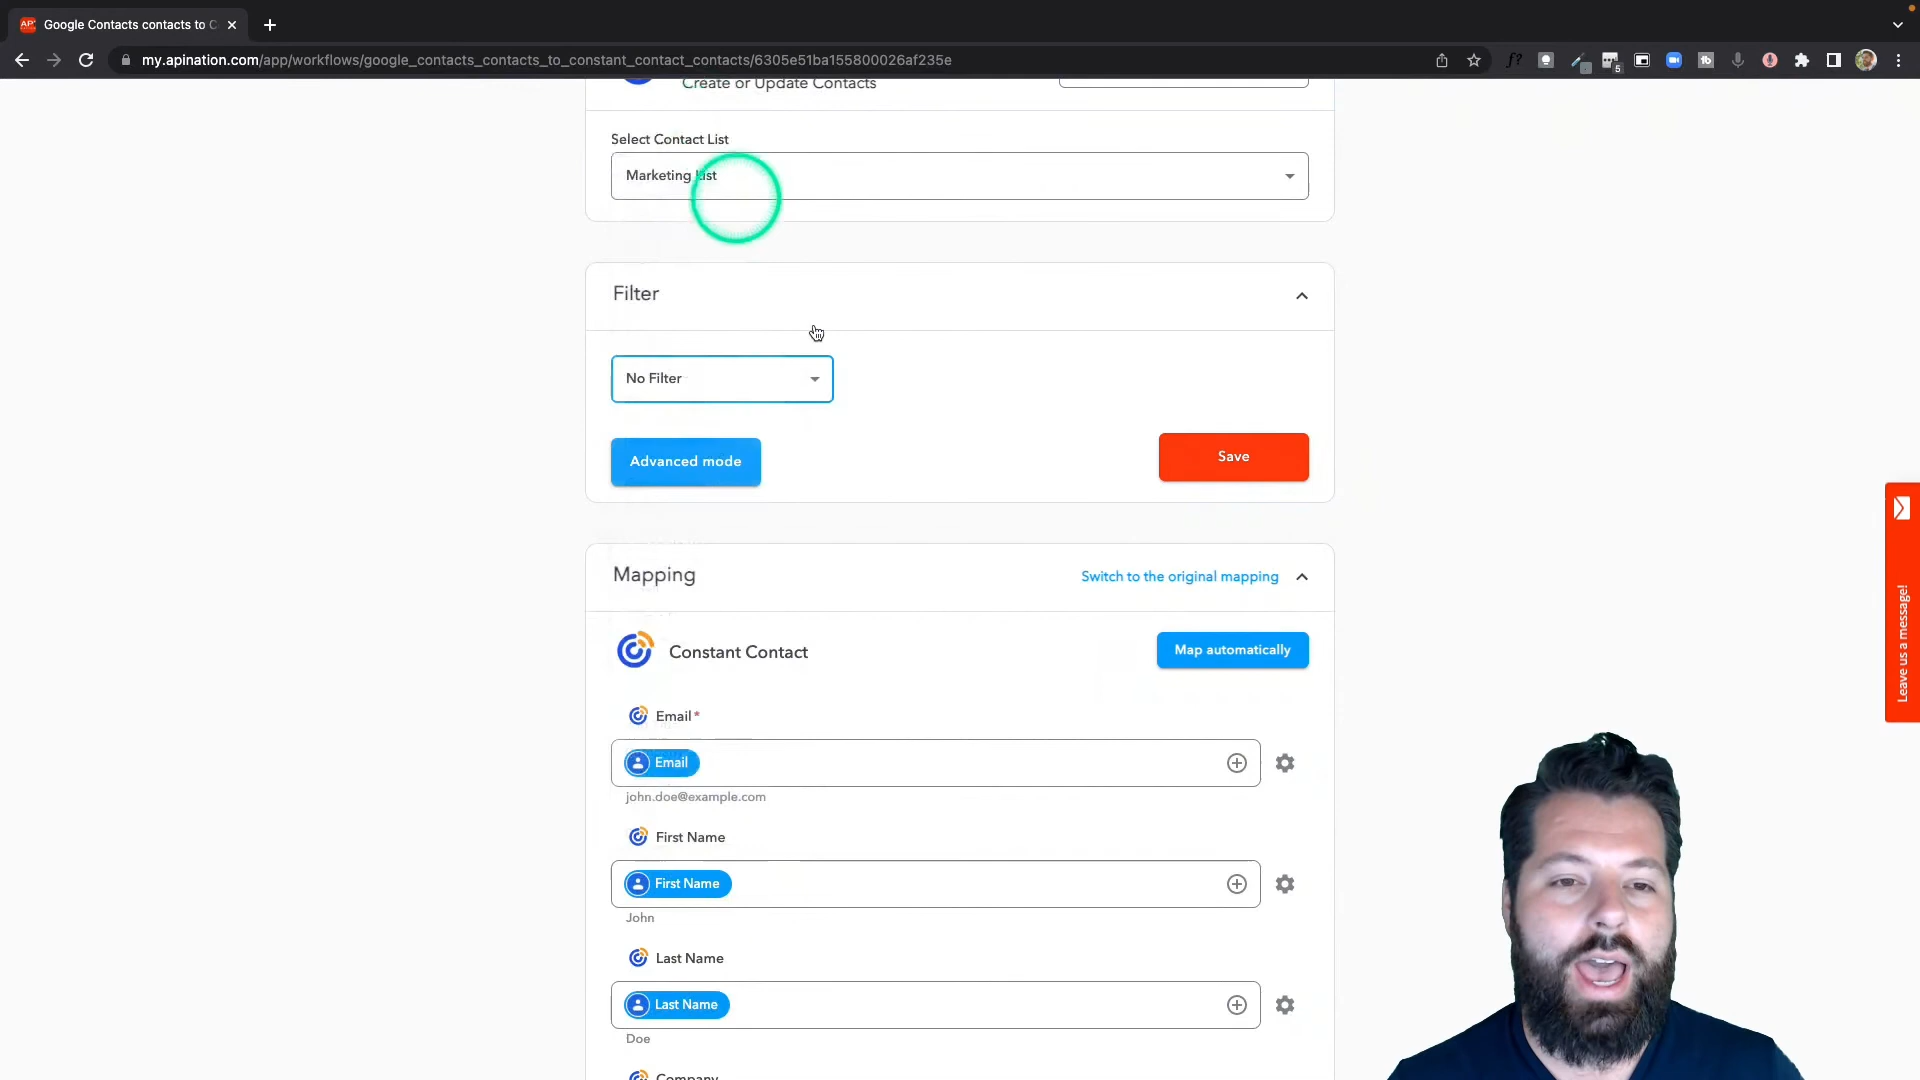 Google Contacts contacts to C
my.apination.com/app/workflows/google_contacts_contacts_to_constant_contact_contacts/6305e51ba155800026af235e
5
Create or Update Contacts
Select Contact List
Marketing List
Filter
No Filter
Advanced mode
Save
Mapping
Switch to the original mapping
Constant Contact
Map automatically
Email*
Email
john.doe@example.com
First Name
First Name
John
Last Name
Last Name
Doe
Company
Leave us a message!